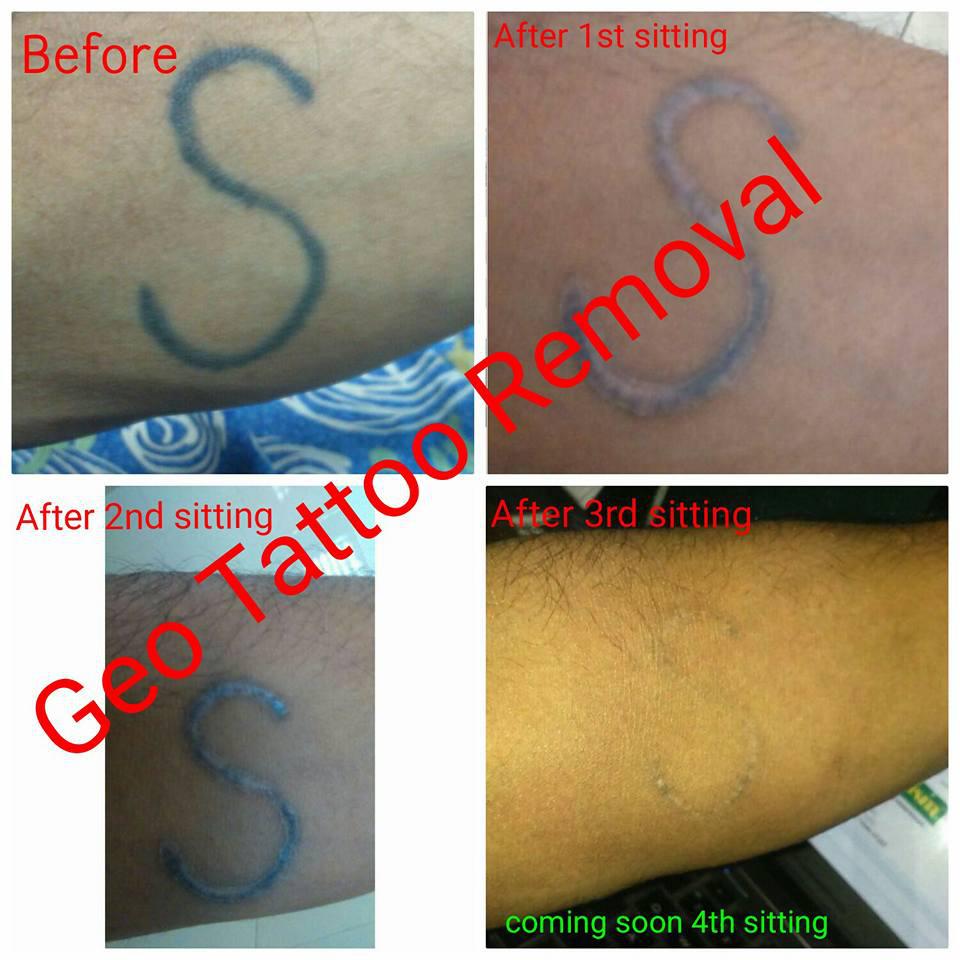 Before
After 1st sitting
Geo Tattoo Removal
S
S
After 2nd sitting
After 3rd sitting
S
coming soon 4th sitting